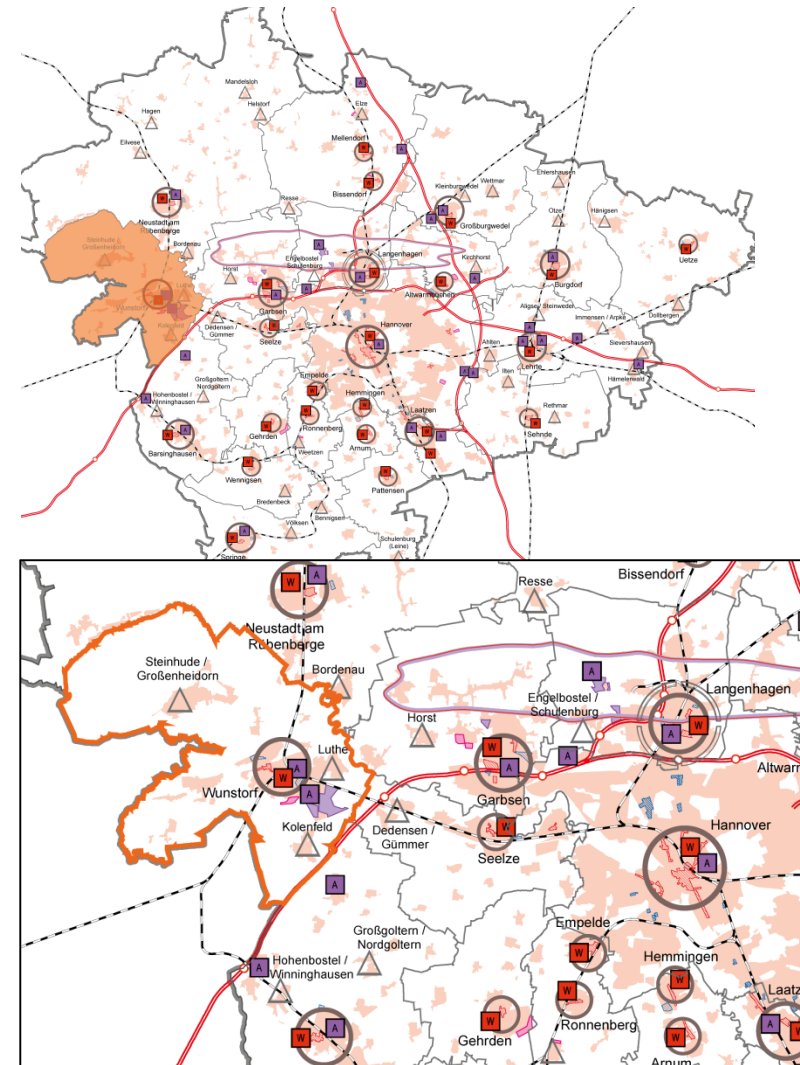 Mandelsloh
Elze
Helstorf
Hagen
Eilvese
Mellendorf
Bissendorf
Ehlershausen
Wettmar
Kleinburgwedel
Resse
Neustadt am
Rübenberge
Großburgwedel
Otze
Hänigsen
Uetze
Steinhude /
Großenheidorn
Bordenau
Engelbostel /
Schulenburg
Langenhagen
Kirchhorst
Horst
Burgdorf
Luthe
Garbsen
Altwarmbüchen
Wunstorf
Dedensen /
Gümmer
Seelze
Hannover
Aligse / Steinwedel
Immensen / Arpke
Dollbergen
Kolenfeld
Sievershausen
Ahlten
Lehrte
Hämelerwald
Ilten
Großgoltern /
Nordgoltern
Empelde
Hemmingen
Hohenbostel /
Winninghausen
Laatzen
Rethmar
Sehnde
Gehrden
Ronnenberg
Arnum
Barsinghausen
Weetzen
Wennigsen
Pattensen
Bredenbeck
Bennigsen
Völksen
Schulenburg
(Leine)
Springe
W
A
Resse
Bissendorf
Neustadt am
Rübenberge
Steinhude /
Großenheidorn
Bordenau
Langenhagen
Engelbostel /
Schulenburg
Horst
Luthe
Altwarm
Wunstorf
Garbsen
Kolenfeld
Dedensen /
Gümmer
Seelze
Hannover
Empelde
Großgoltern /
Nordgoltern
Hemmingen
Hohenbostel /
Winninghausen
Laatz
Ronnenberg
Gehrden
Arnum